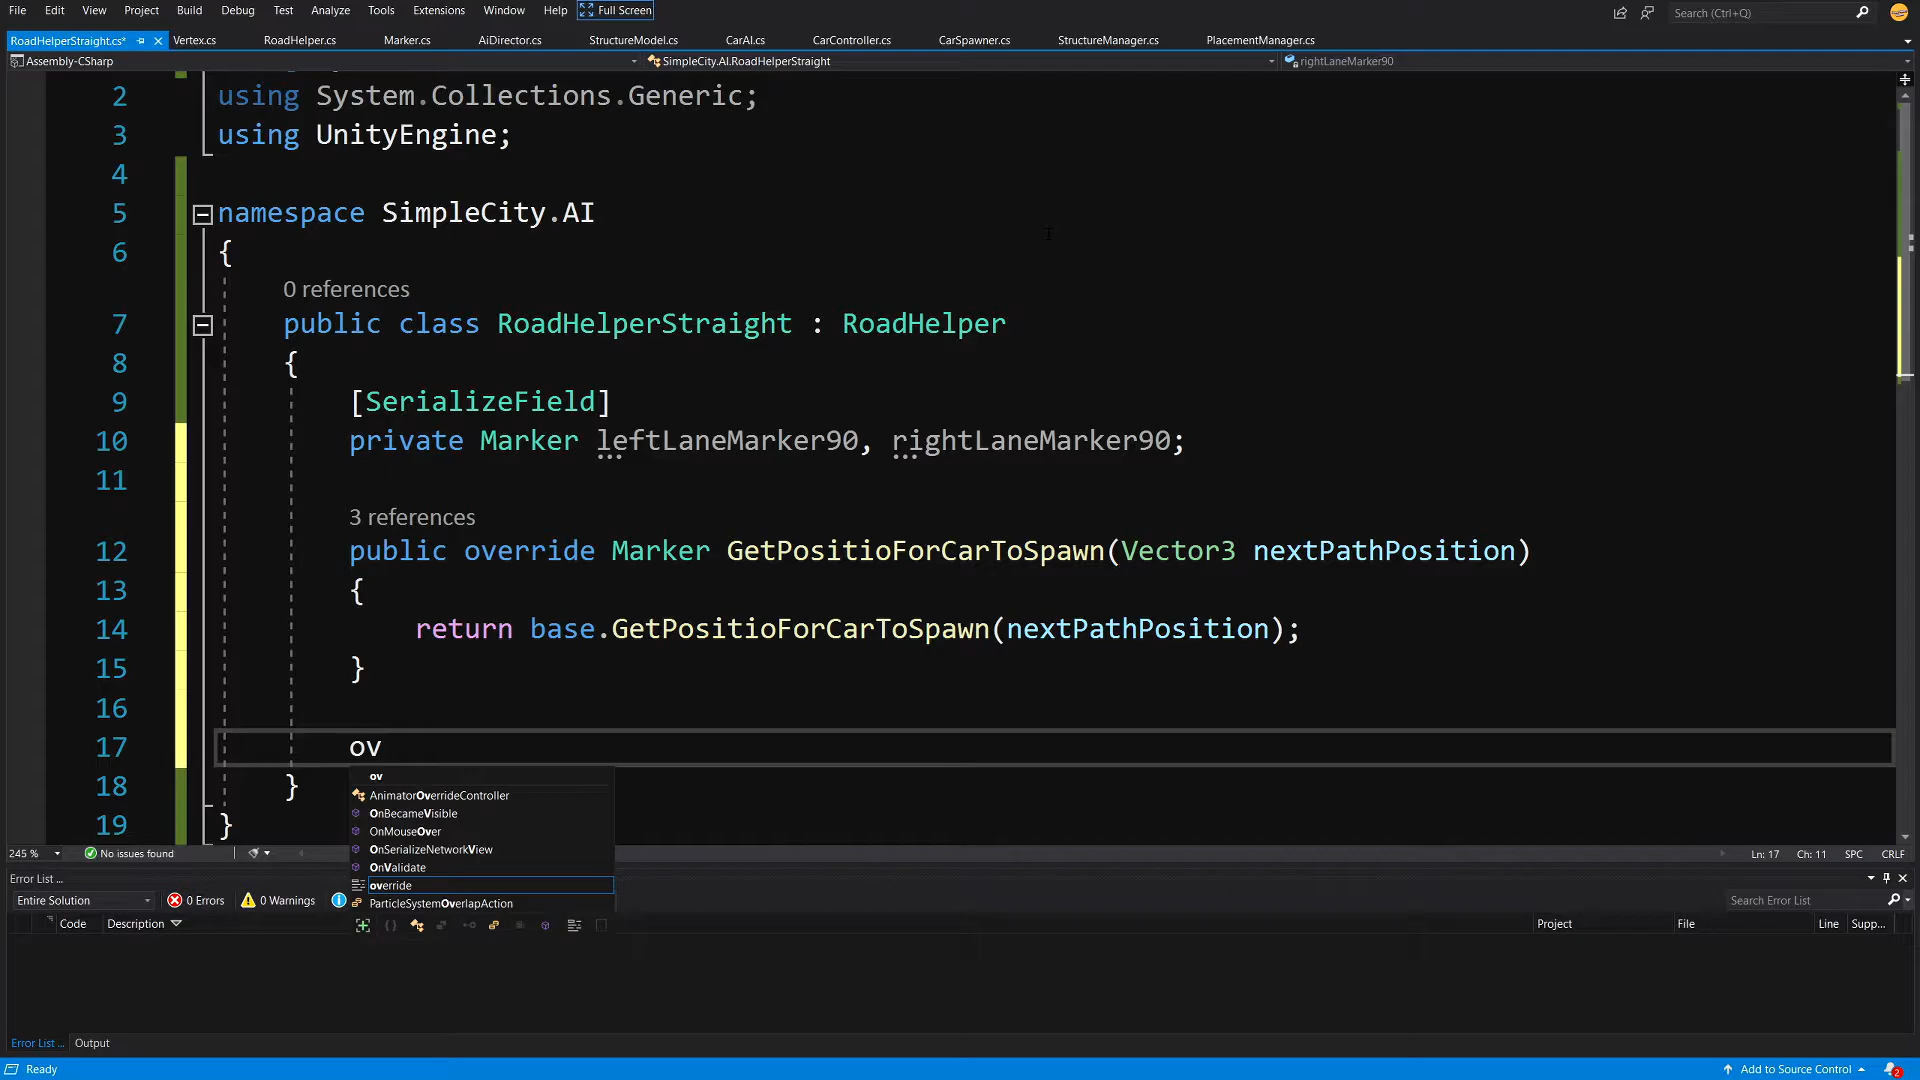 File Edit View Project Build Debug Test Analyze Tools Extensions Window Help Full Screen Search (Ctrl+Q)
RoadHelperStraight.cs* Vertex.cs RoadHelper.cs Marker.cs AiDirector.cs StructureModel.cs CarAI.cs CarController.cs CarSpawner.cs StructureManager.cs PlacementManager.cs
Assembly-CSharp SimpleCity.AI.RoadHelperStraight rightLaneMarker90
2 using System.Collections.Generic;
3 using UnityEngine;
4
5 namespace SimpleCity.AI
6 {
0 references
7 public class RoadHelperStraight : RoadHelper
8 {
9 [SerializeField]
10 private Marker leftLaneMarker90, rightLaneMarker90;
11
3 references
12 public override Marker GetPositioForCarToSpawn(Vector3 nextPathPosition)
13 {
14 return base.GetPositioForCarToSpawn(nextPathPosition);
15 }
16
17 ov
18 }
19 }
ov
AnimatorOverrideController
OnBecameVisible
OnMouseOver
OnSerializeNetworkView
OnValidate
override
ParticleSystemOverlapAction
245 % No issues found Ln: 17 Ch: 11 SPC CRLF
Error List ...
Entire Solution 0 Errors 0 Warnings Search Error List
Code Description Project File Line Supp...
Error List ... Output
Ready Add to Source Control 2